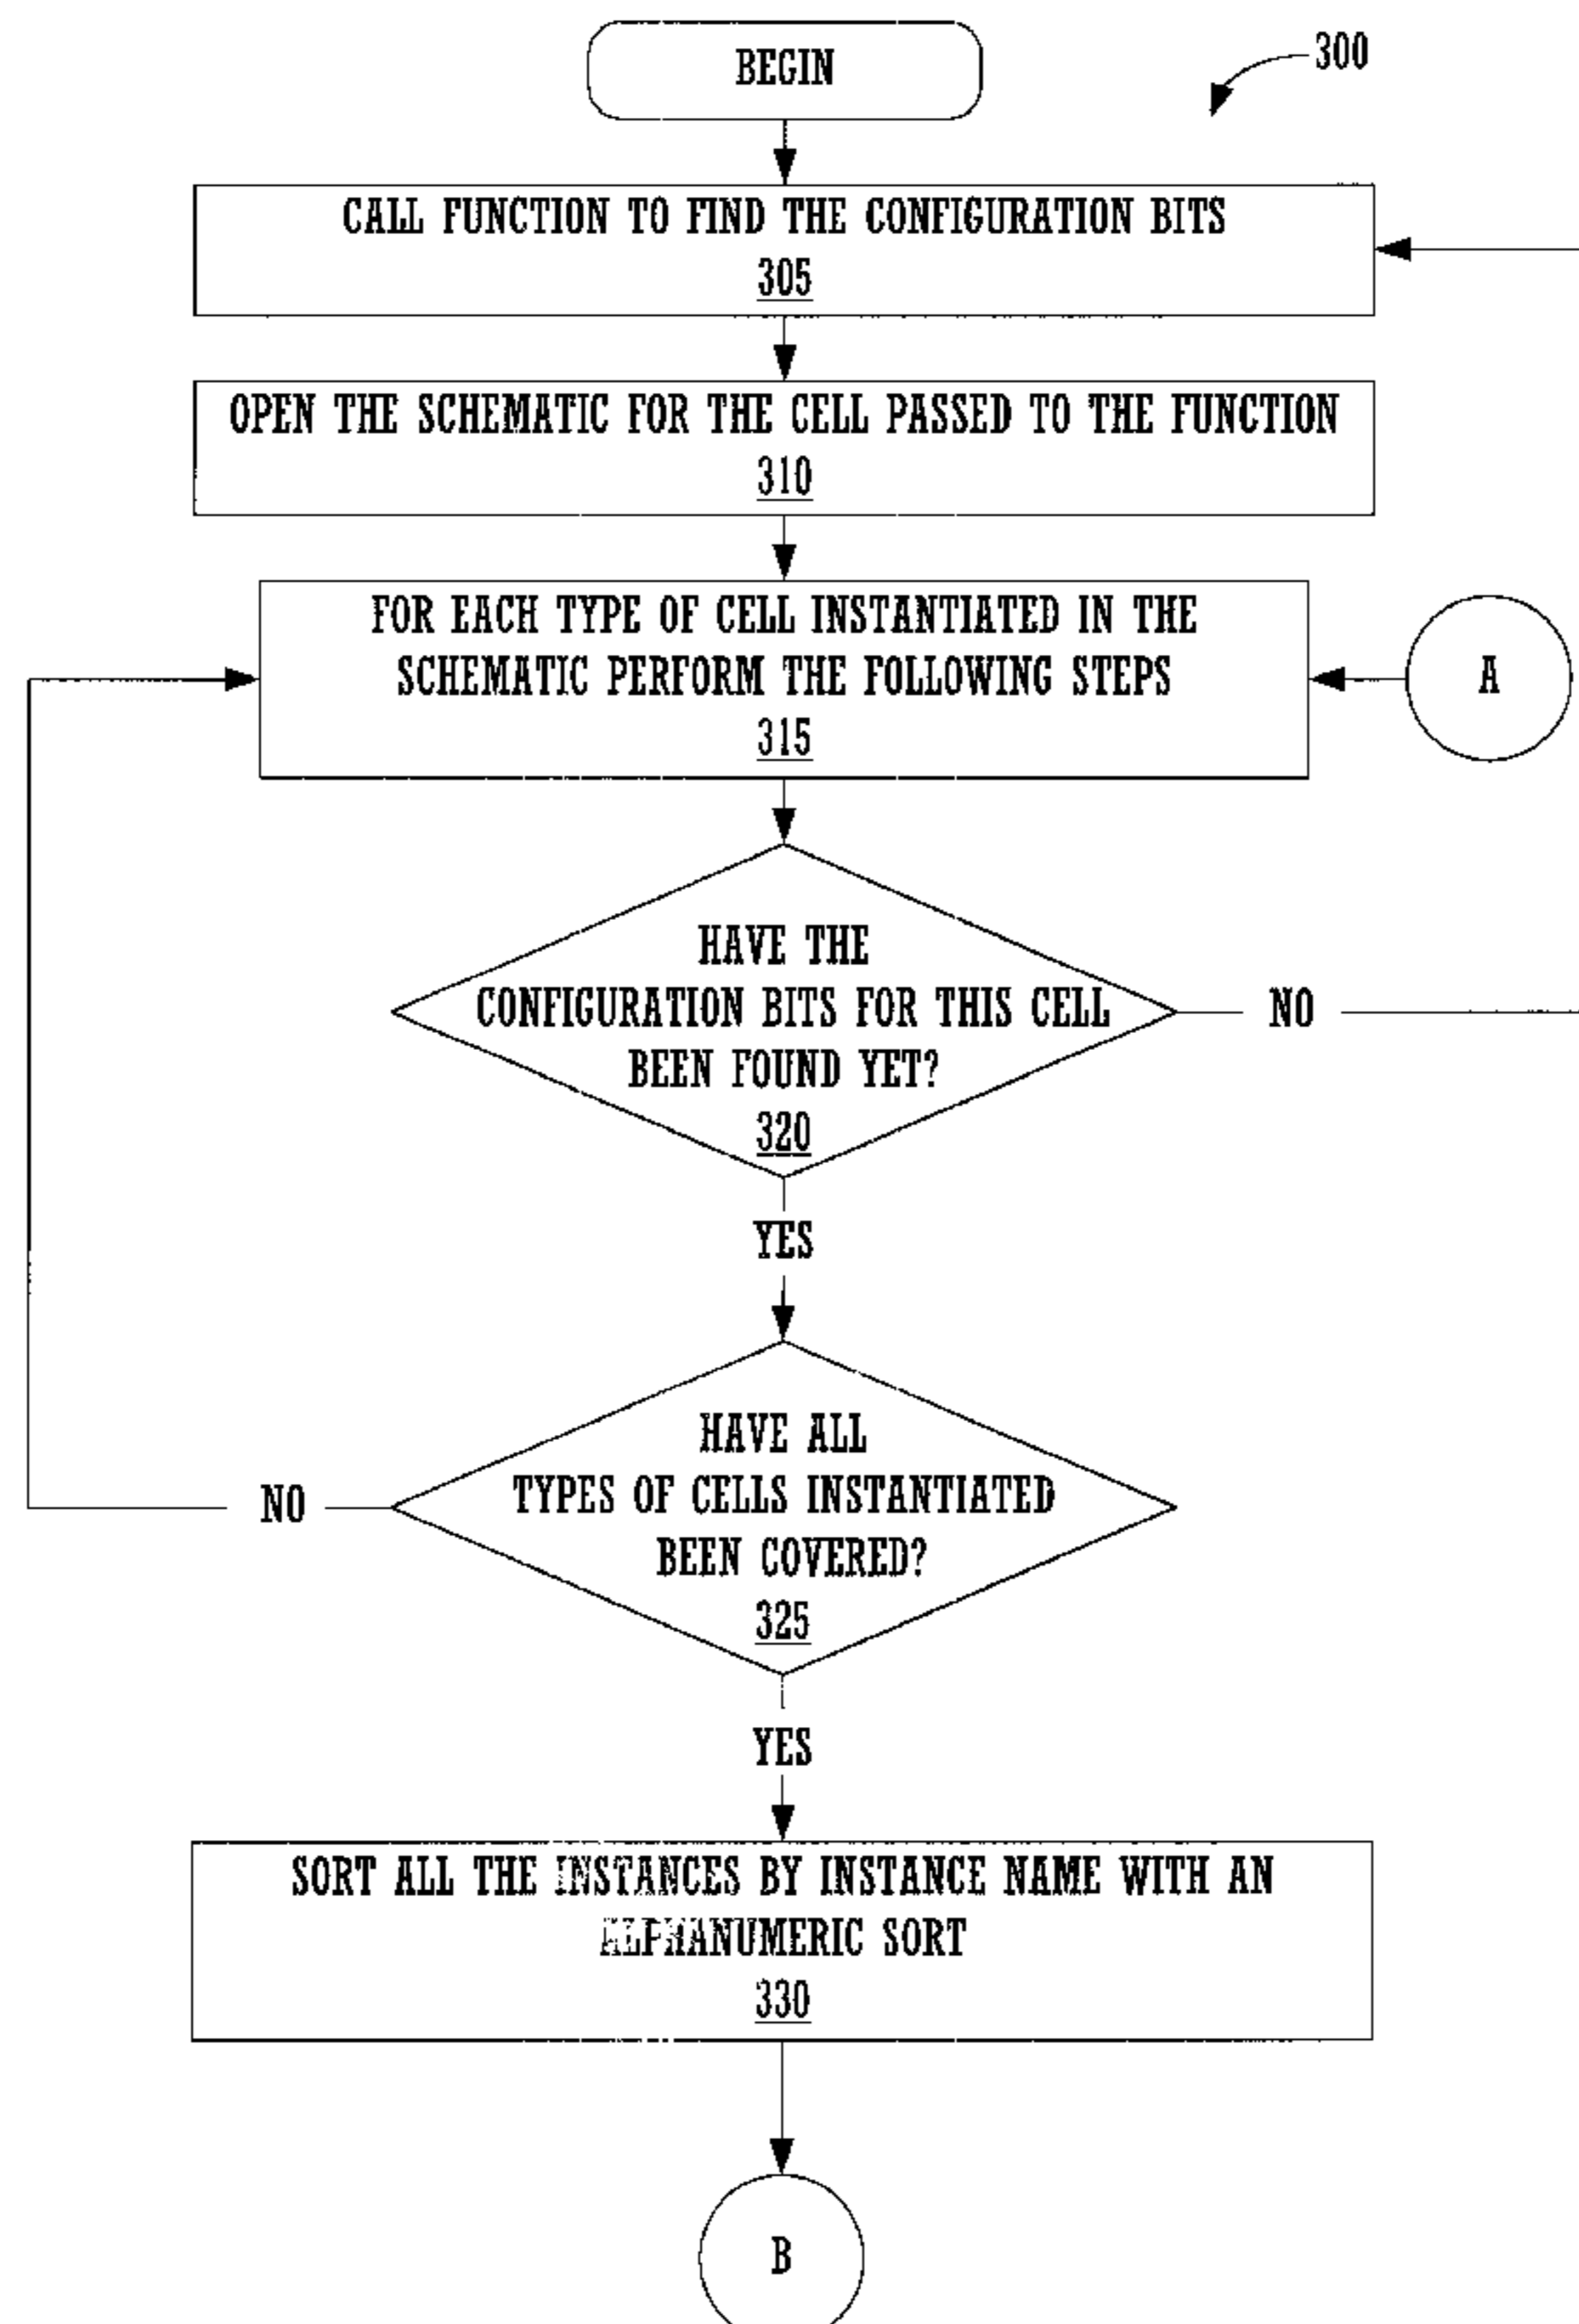 BEGIN
300
CALL FUNCTION TO FIND THE CONFIGURATION BITS
305
OPEN THE SCHEMATIC FOR THE CELL PASSED TO THE FUNCTION
310
FOR EACH TYPE OF CELL INSTANTIATED IN THE
SCHEMATIC PERFORM THE FOLLOWING STEPS
315
A
HAVE THE
CONFIGURATION BITS FOR THIS CELL
BEEN FOUND YET?
320
NO
YES
HAVE ALL
TYPES OF CELLS INSTANTIATED
BEEN COVERED?
325
NO
YES
SORT ALL THE INSTANCES BY INSTANCE NAME WITH AN
ALPHANUMERIC SORT
330
B